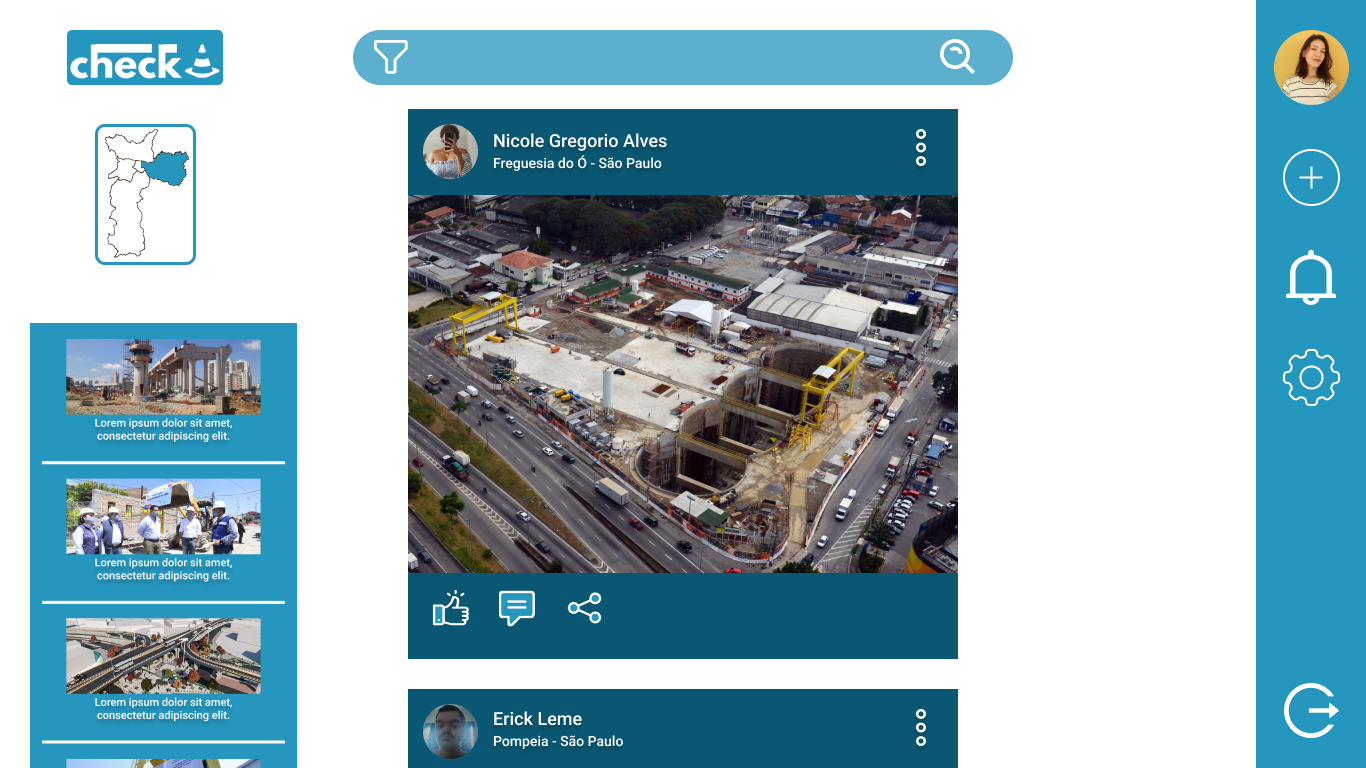 check
Nicole Gregorio Alves
Freguesia do Ó - São Paulo
Lorem ipsum dolor sit amet,
consectetur adipiscing elit.
Lorem ipsum dolor sit amet,
consectetur adipiscing elit.
Lorem ipsum dolor sit amet,
consectetur adipiscing elit.
Erick Leme
Pompeia - São Paulo